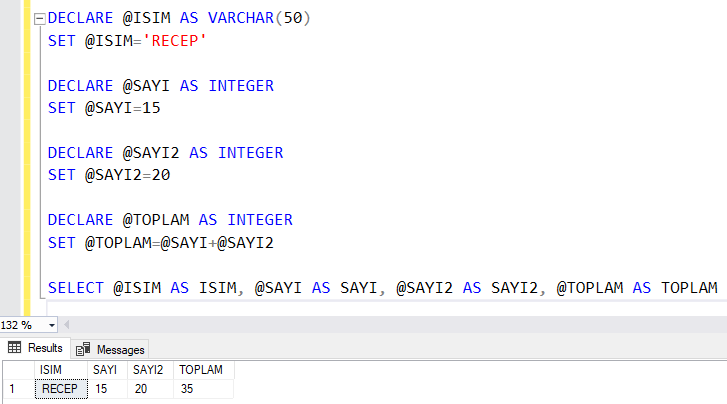 DECLARE @ISIM AS VARCHAR(50)
SET @ISIM='RECEP'
DECLARE @SAYI AS INTEGER
SET @SAYI=15
DECLARE @SAYI2 AS INTEGER
SET @SAYI2=20
DECLARE @TOPLAM AS INTEGER
SET @TOPLAM=@SAYI+@SAYI2
SELECT @ISIM AS ISIM, @SAYI AS SAYI, @SAYI2 AS SAYI2, @TOPLAM AS TOPLAM
132 %
Results Messages
ISIM SAYI SAYI2 TOPLAM
1 RECEP 15 20 35